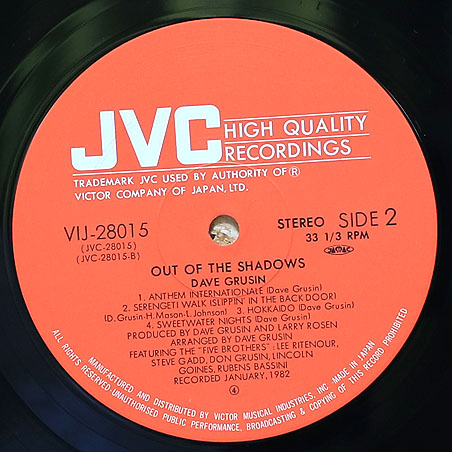 JVC HIGH QUALITY
RECORDINGS
TRADEMARK JVC USED BY AUTHORITY OF Ⓡ
VICTOR COMPANY OF JAPAN, LTD.
VIJ-28015
(JVC-28015)
(JVC-28015-B)
STEREO SIDE 2
33 1/3 RPM
JASRAC
OUT OF THE SHADOWS
DAVE GRUSIN
1. ANTHEM INTERNATIONALE (Dave Grusin)
2. SERENGETI WALK (SLIPPIN' IN THE BACK DOOR)
(D.Grusin-H.Mason-L.Johnson) 3. HOKKAIDO (Dave Grusin)
4. SWEETWATER NIGHTS (Dave Grusin)
PRODUCED BY DAVE GRUSIN AND LARRY ROSEN
ARRANGED BY DAVE GRUSIN
FEATURING THE "FIVE BROTHERS": LEE RITENOUR,
STEVE GADD, DON GRUSIN, LINCOLN
GOINES, RUBENS BASSINI
RECORDED JANUARY, 1982
④
MANUFACTURED AND DISTRIBUTED BY VICTOR MUSICAL INDUSTRIES, INC. MADE IN JAPAN
ALL RIGHTS RESERVED UNAUTHORISED PUBLIC PERFORMANCE, BROADCASTING & COPYING OF THIS RECORD PROHIBITED